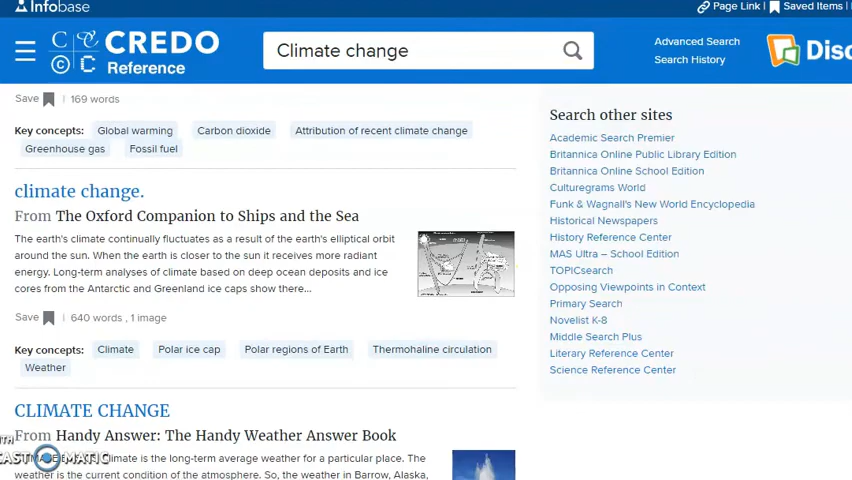 Infobase
Page Link | Saved Items |
CREDO
Reference
Climate change
Advanced Search
Search History
Save | 169 words
Key concepts: Global warming Carbon dioxide Attribution of recent climate change
Greenhouse gas Fossil fuel
climate change.
From The Oxford Companion to Ships and the Sea
The earth's climate continually fluctuates as a result of the earth's elliptical orbit
around the sun. When the earth is closer to the sun it receives more radiant
energy. Long-term analyses of climate based on deep ocean deposits and ice
cores from the Antarctic and Greenland ice caps show there...
Save | 640 words , 1 image
Key concepts: Climate Polar ice cap Polar regions of Earth Thermohaline circulation
Weather
CLIMATE CHANGE
From Handy Answer: The Handy Weather Answer Book
climate is the long-term average weather for a particular place. The
weather is the current condition of the atmosphere. So, the weather in Barrow, Alaska,
Search other sites
Academic Search Premier
Britannica Online Public Library Edition
Britannica Online School Edition
Culturegrams World
Funk & Wagnall's New World Encyclopedia
Historical Newspapers
History Reference Center
MAS Ultra – School Edition
TOPICsearch
Opposing Viewpoints in Context
Primary Search
Novelist K-8
Middle Search Plus
Literary Reference Center
Science Reference Center